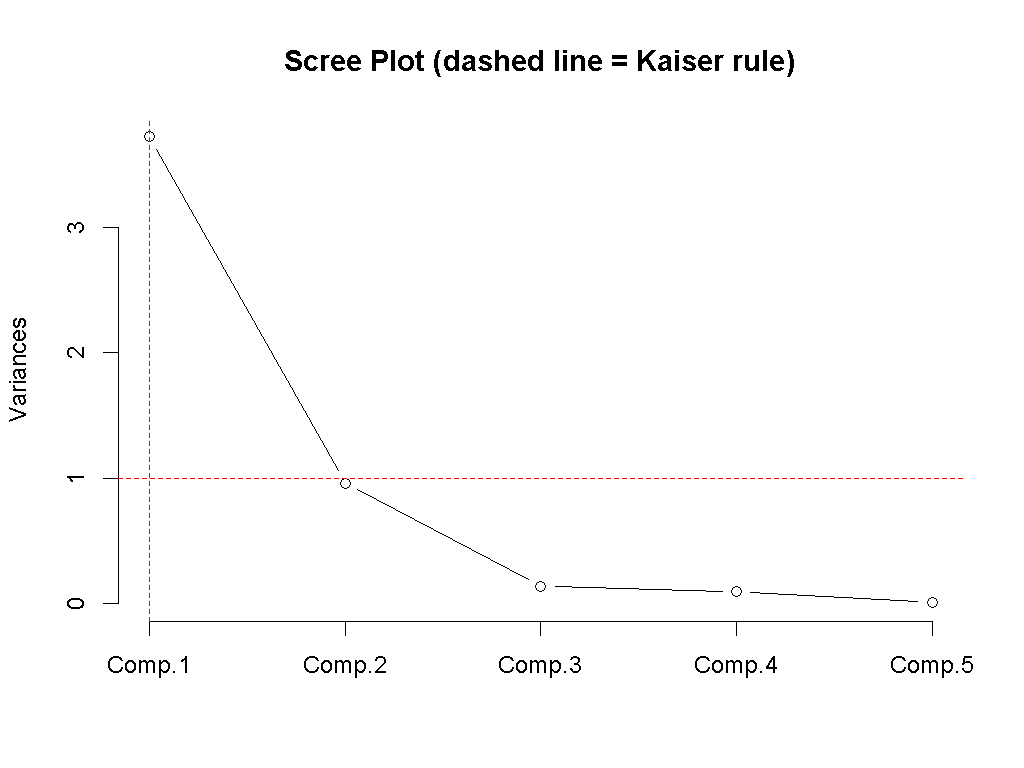 Scree Plot (dashed line = Kaiser rule)
Variances
3
2
1
0
Comp.1 Comp.2 Comp.3 Comp.4 Comp.5